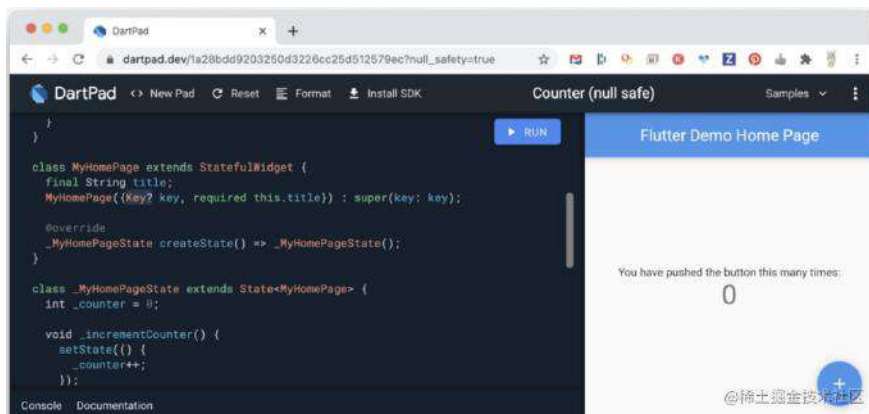 DartPad
dartpad.dev/1a28bdd9203250d3226cc25d512579ec?null_safety=true
DartPad <> New Pad Reset Format Install SDK Counter (null safe) Samples
}
}
RUN
Flutter Demo Home Page
class MyHomePage extends StatefulWidget {
final String title;
MyHomePage({Key? key, required this.title}) : super(key: key);
@override
_MyHomePageState createState() => _MyHomePageState();
}
class _MyHomePageState extends State<MyHomePage> {
int _counter = 0;
void _incrementCounter() {
setState(() {
_counter++;
});
You have pushed the button this many times:
0
+
Console Documentation
@稀土掘金技术社区